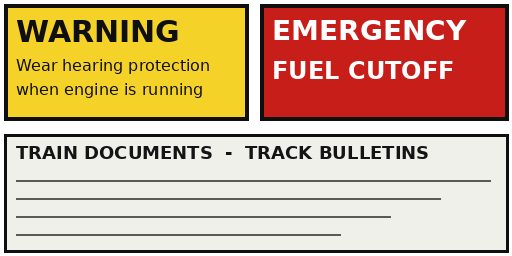 WARNING
Wear hearing protection
when engine is running
EMERGENCY
FUEL CUTOFF
TRAIN DOCUMENTS - TRACK BULLETINS